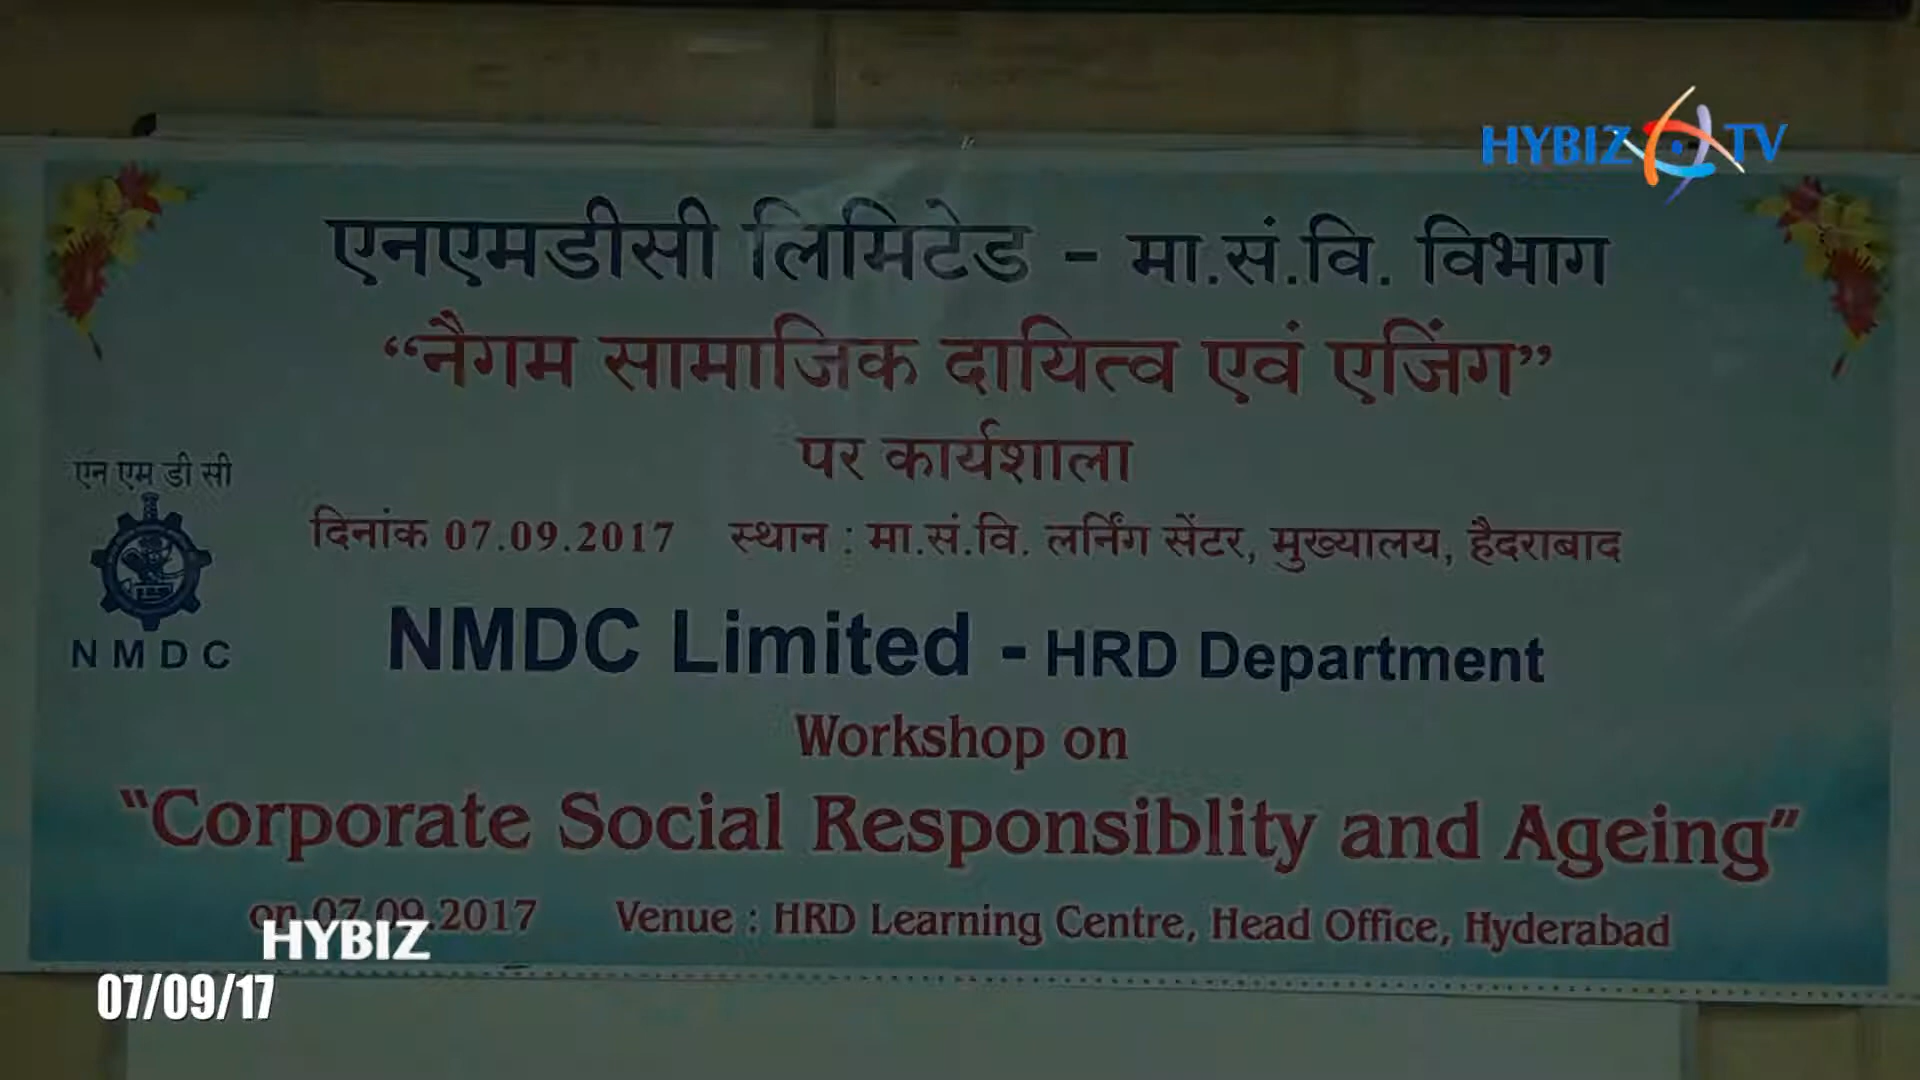 HYBIZ TV
एनएमडीसी लिमिटेड - मा.सं.वि. विभाग
“नैगम सामाजिक दायित्व एवं एजिंग”
पर कार्यशाला
दिनांक 07.09.2017 स्थान : मा.सं.वि. लर्निंग सेंटर, मुख्यालय, हैदराबाद
एन एम डी सी
NMDC
NMDC Limited - HRD Department
Workshop on
"Corporate Social Responsiblity and Ageing"
on 07.09.2017 Venue : HRD Learning Centre, Head Office, Hyderabad
HYBIZ
07/09/17